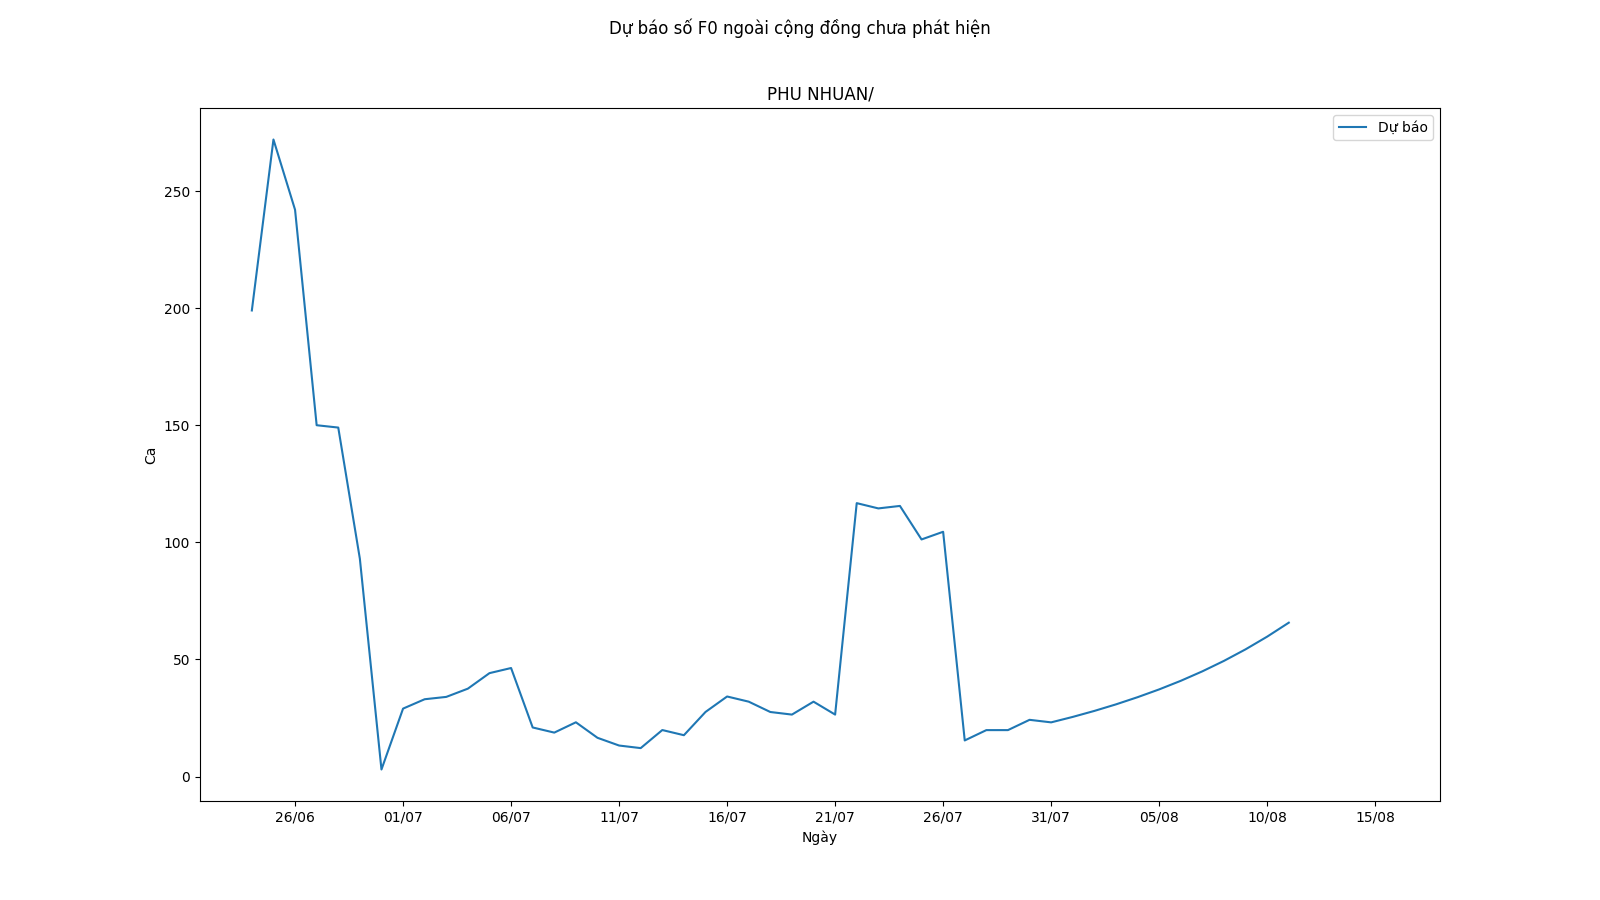 Dự báo số F0 ngoài cộng đồng chưa phát hiện
PHU NHUAN/
Dự báo
250
200
150
100
50
0
Ca
26/06 01/07 06/07 11/07 16/07 21/07 26/07 31/07 05/08 10/08 15/08
Ngày